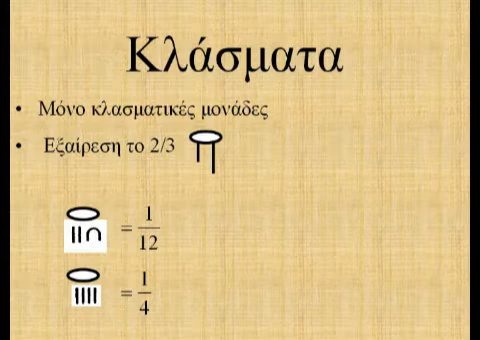 Κλάσματα
• Μόνο κλασματικές μονάδες
• Εξαίρεση το 2/3
= 1/12
= 1/4